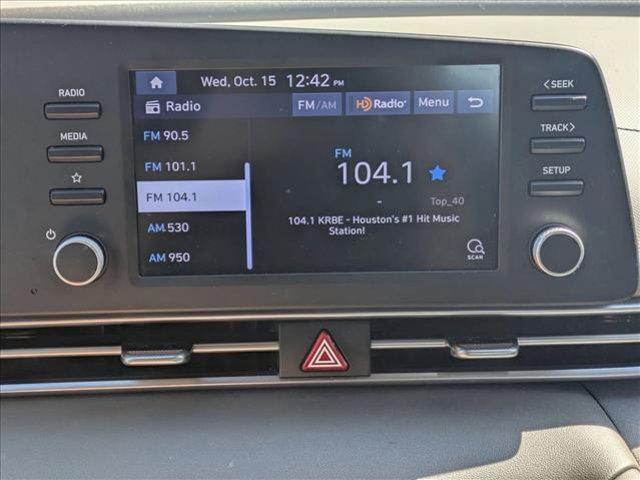 RADIO
MEDIA
Wed, Oct. 15 12:42 PM
Radio FM/AM HD Radio Menu
FM 90.5
FM 101.1
FM 104.1
AM 530
AM 950
FM
104.1
-
Top_40
104.1 KRBE - Houston's #1 Hit Music
Station!
SCAN
<SEEK
TRACK>
SETUP